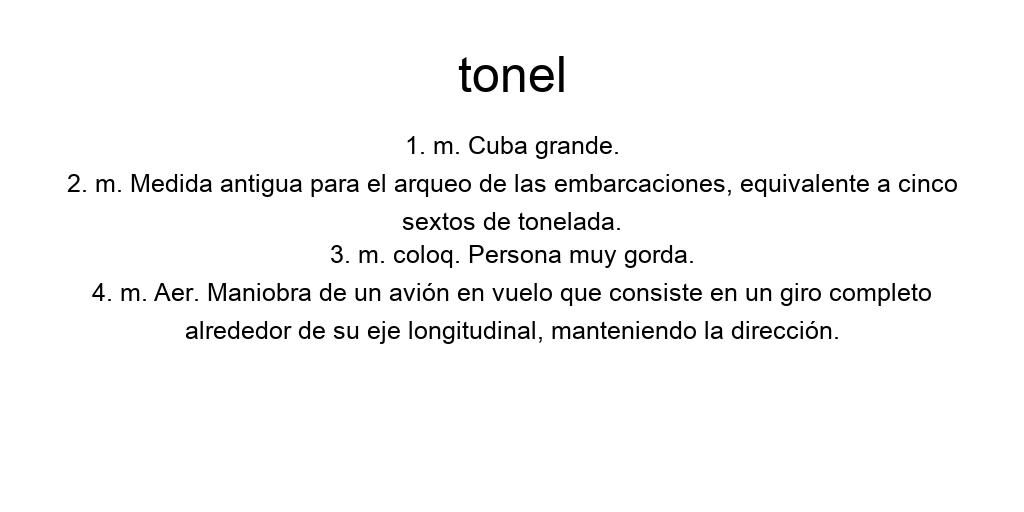 tonel
1. m. Cuba grande.
2. m. Medida antigua para el arqueo de las embarcaciones, equivalente a cinco
sextos de tonelada.
3. m. coloq. Persona muy gorda.
4. m. Aer. Maniobra de un avión en vuelo que consiste en un giro completo
alrededor de su eje longitudinal, manteniendo la dirección.